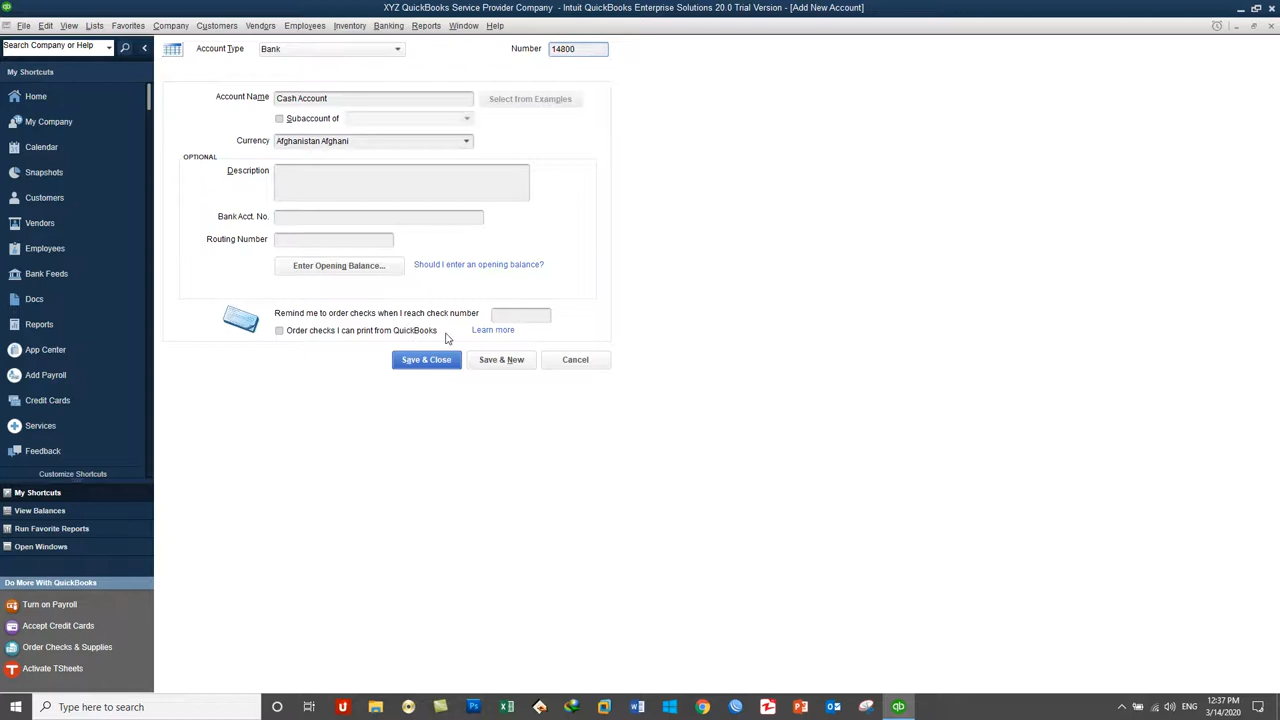 XYZ QuickBooks Service Provider Company - Intuit QuickBooks Enterprise Solutions 20.0 Trial Version - [Add New Account]
File Edit View Lists Favorites Company Customers Vendors Employees Inventory Banking Reports Window Help
Search Company or Help
My Shortcuts
Home
My Company
Calendar
Snapshots
Customers
Vendors
Employees
Bank Feeds
Docs
Reports
App Center
Add Payroll
Credit Cards
Services
Feedback
Customize Shortcuts
My Shortcuts
View Balances
Run Favorite Reports
Open Windows
Do More With QuickBooks
Turn on Payroll
Accept Credit Cards
Order Checks & Supplies
Activate TSheets
Account Type Bank Number 14800
Account Name Cash Account Select from Examples
Subaccount of
Currency Afghanistan Afghani
OPTIONAL
Description
Bank Acct. No.
Routing Number
Enter Opening Balance... Should I enter an opening balance?
Remind me to order checks when I reach check number
Order checks I can print from QuickBooks Learn more
Save & Close Save & New Cancel
Type here to search
ENG
12:37 PM
3/14/2020